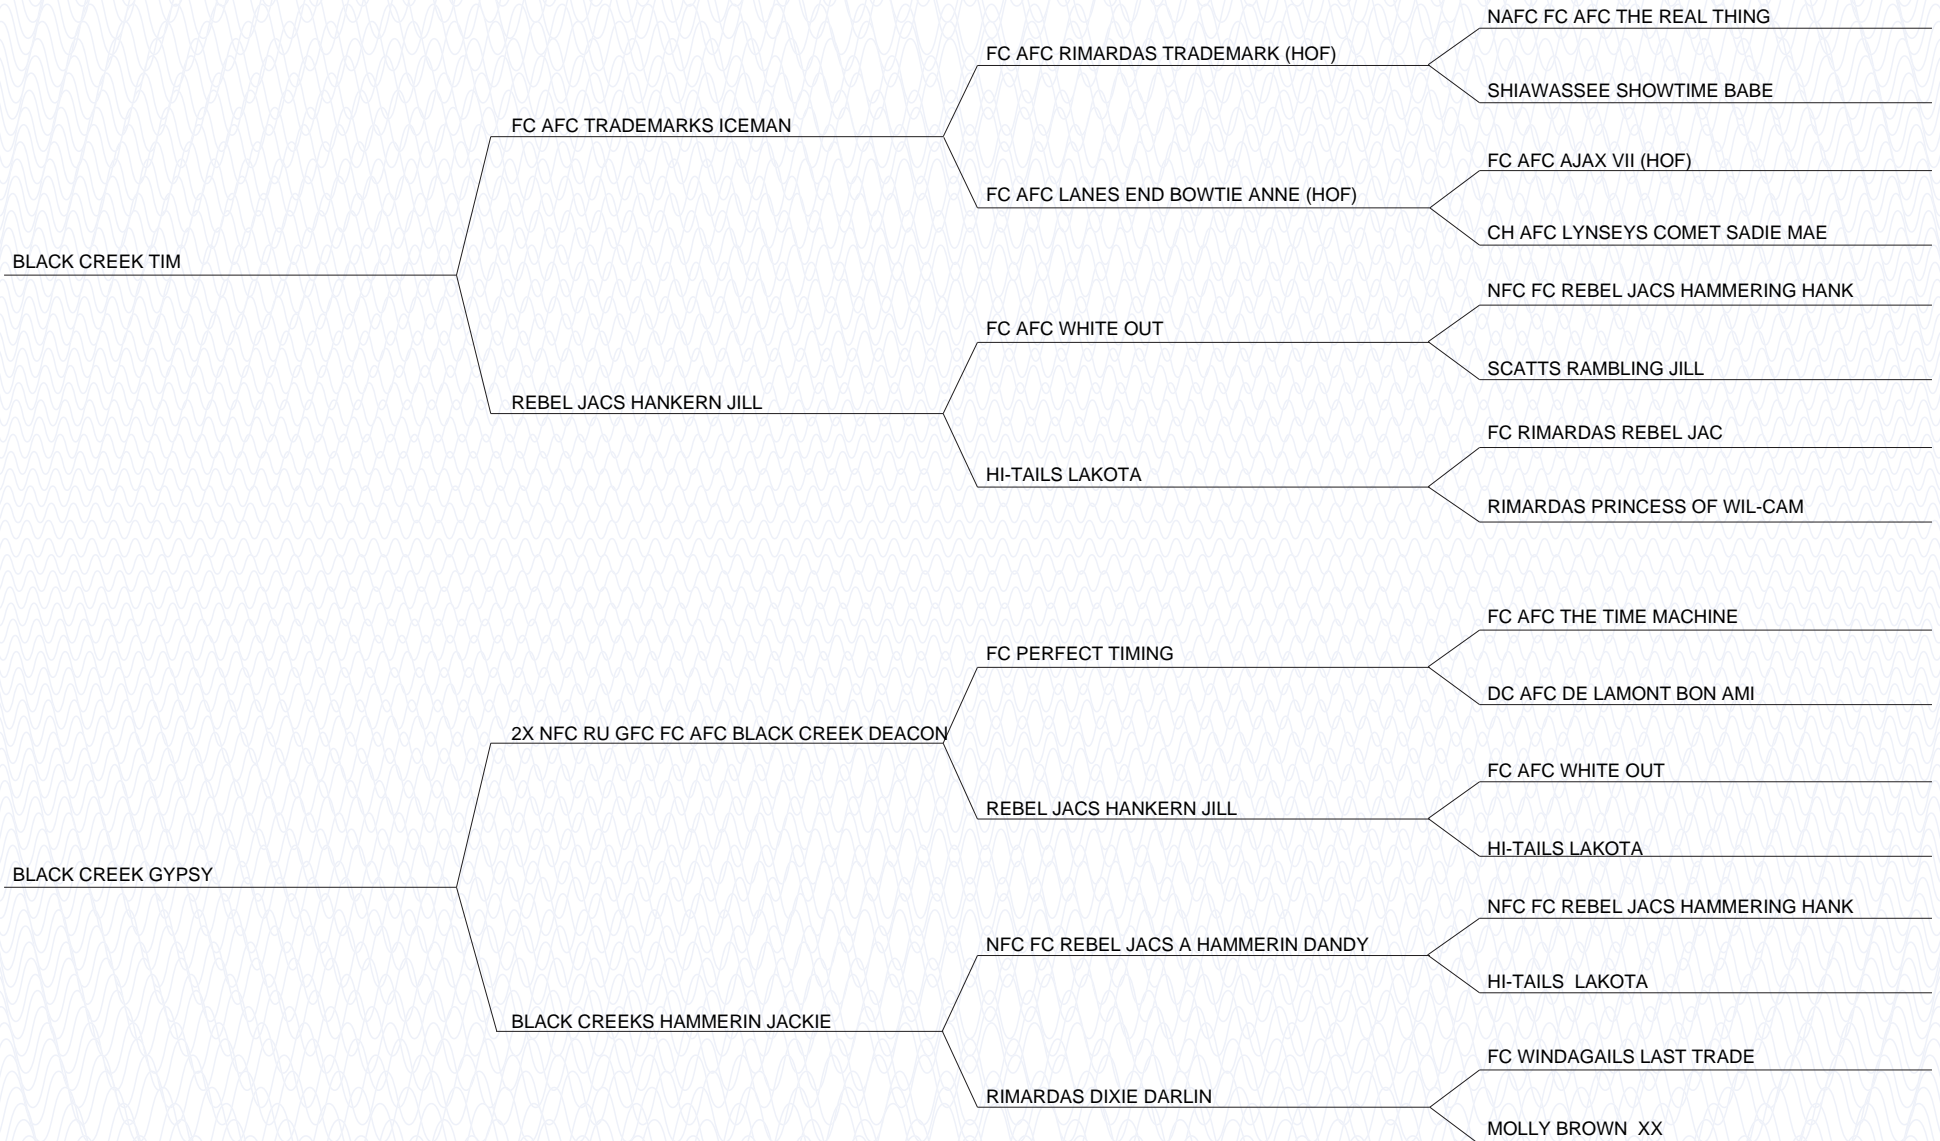 NAFC FC AFC THE REAL THING
FC AFC RIMARDAS TRADEMARK (HOF)
SHIAWASSEE SHOWTIME BABE
FC AFC TRADEMARKS ICEMAN
FC AFC AJAX VII (HOF)
FC AFC LANES END BOWTIE ANNE (HOF)
CH AFC LYNSEYS COMET SADIE MAE
BLACK CREEK TIM
NFC FC REBEL JACS HAMMERING HANK
FC AFC WHITE OUT
SCATTS RAMBLING JILL
REBEL JACS HANKERN JILL
FC RIMARDAS REBEL JAC
HI-TAILS LAKOTA
RIMARDAS PRINCESS OF WIL-CAM
FC AFC THE TIME MACHINE
FC PERFECT TIMING
DC AFC DE LAMONT BON AMI
2X NFC RU GFC FC AFC BLACK CREEK DEACON
FC AFC WHITE OUT
REBEL JACS HANKERN JILL
HI-TAILS LAKOTA
BLACK CREEK GYPSY
NFC FC REBEL JACS HAMMERING HANK
NFC FC REBEL JACS A HAMMERIN DANDY
HI-TAILS  LAKOTA
BLACK CREEKS HAMMERIN JACKIE
FC WINDAGAILS LAST TRADE
RIMARDAS DIXIE DARLIN
MOLLY BROWN  XX